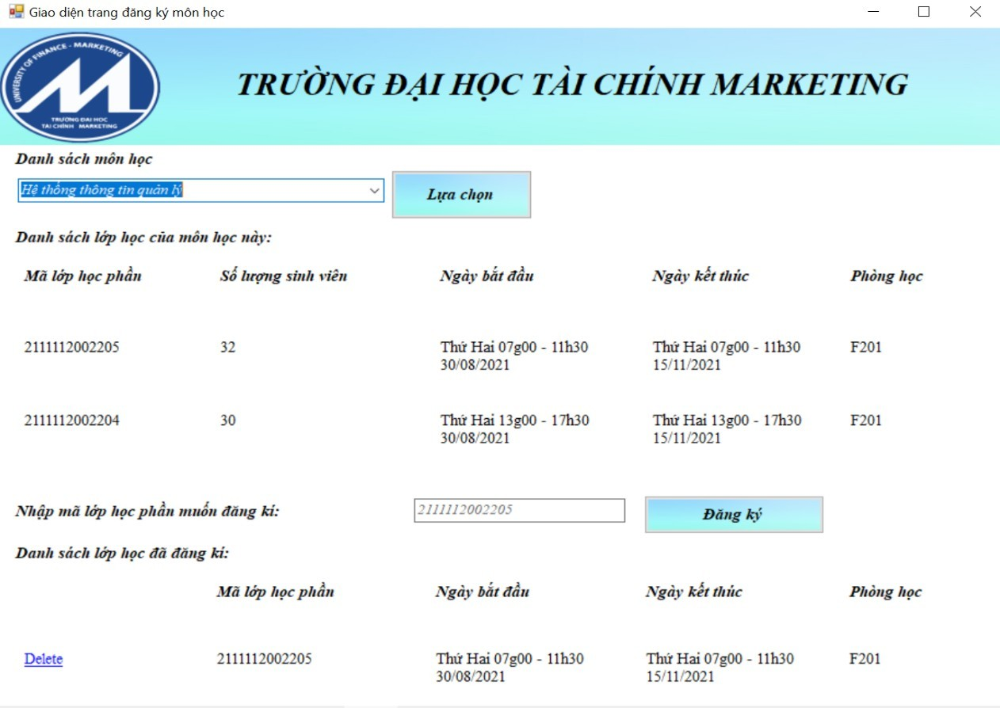 Giao diện trang đăng ký môn học
UNIVERSITY OF FINANCE - MARKETING
TRƯỜNG ĐẠI HỌC
TÀI CHÍNH MARKETING
TRƯỜNG ĐẠI HỌC TÀI CHÍNH MARKETING
Danh sách môn học
Hệ thống thông tin quản lý
Lựa chọn
Danh sách lớp học của môn học này:
Mã lớp học phần Số lượng sinh viên Ngày bắt đầu Ngày kết thúc Phòng học
2111112002205 32 Thứ Hai 07g00 - 11h30 Thứ Hai 07g00 - 11h30 F201
30/08/2021 15/11/2021
2111112002204 30 Thứ Hai 13g00 - 17h30 Thứ Hai 13g00 - 17h30 F201
30/08/2021 15/11/2021
Nhập mã lớp học phần muốn đăng kí: 2111112002205 Đăng ký
Danh sách lớp học đã đăng kí:
Mã lớp học phần Ngày bắt đầu Ngày kết thúc Phòng học
Delete 2111112002205 Thứ Hai 07g00 - 11h30 Thứ Hai 07g00 - 11h30 F201
30/08/2021 15/11/2021